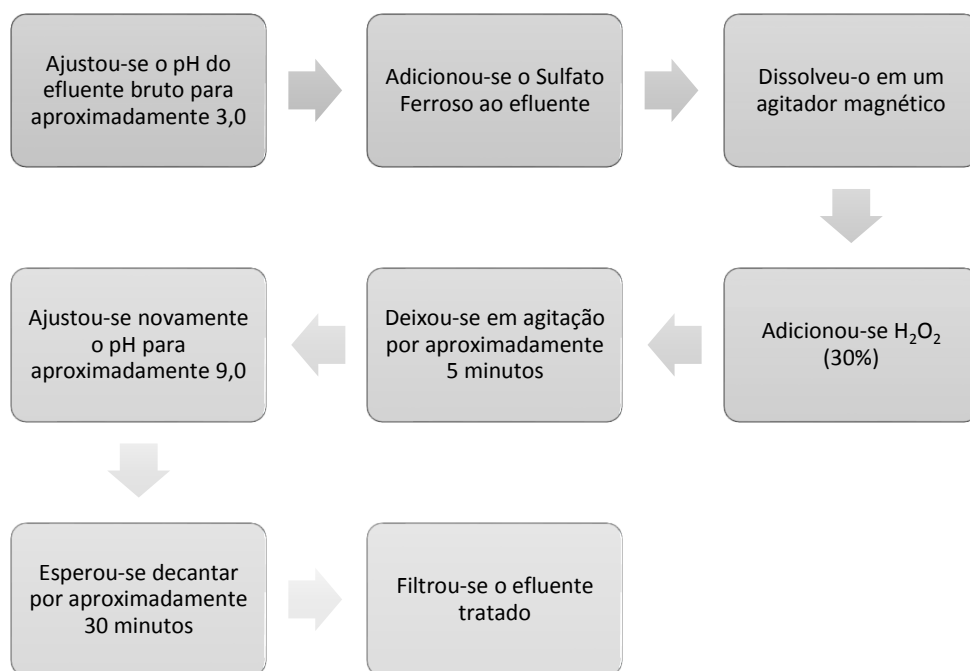 Ajustou-se o pH do
efluente bruto para
aproximadamente 3,0
Adicionou-se o Sulfato
Ferroso ao efluente
Dissolveu-o em um
agitador magnético
Adicionou-se H₂O₂
(30%)
Deixou-se em agitação
por aproximadamente
5 minutos
Ajustou-se novamente
o pH para
aproximadamente 9,0
Esperou-se decantar
por aproximadamente
30 minutos
Filtrou-se o efluente
tratado